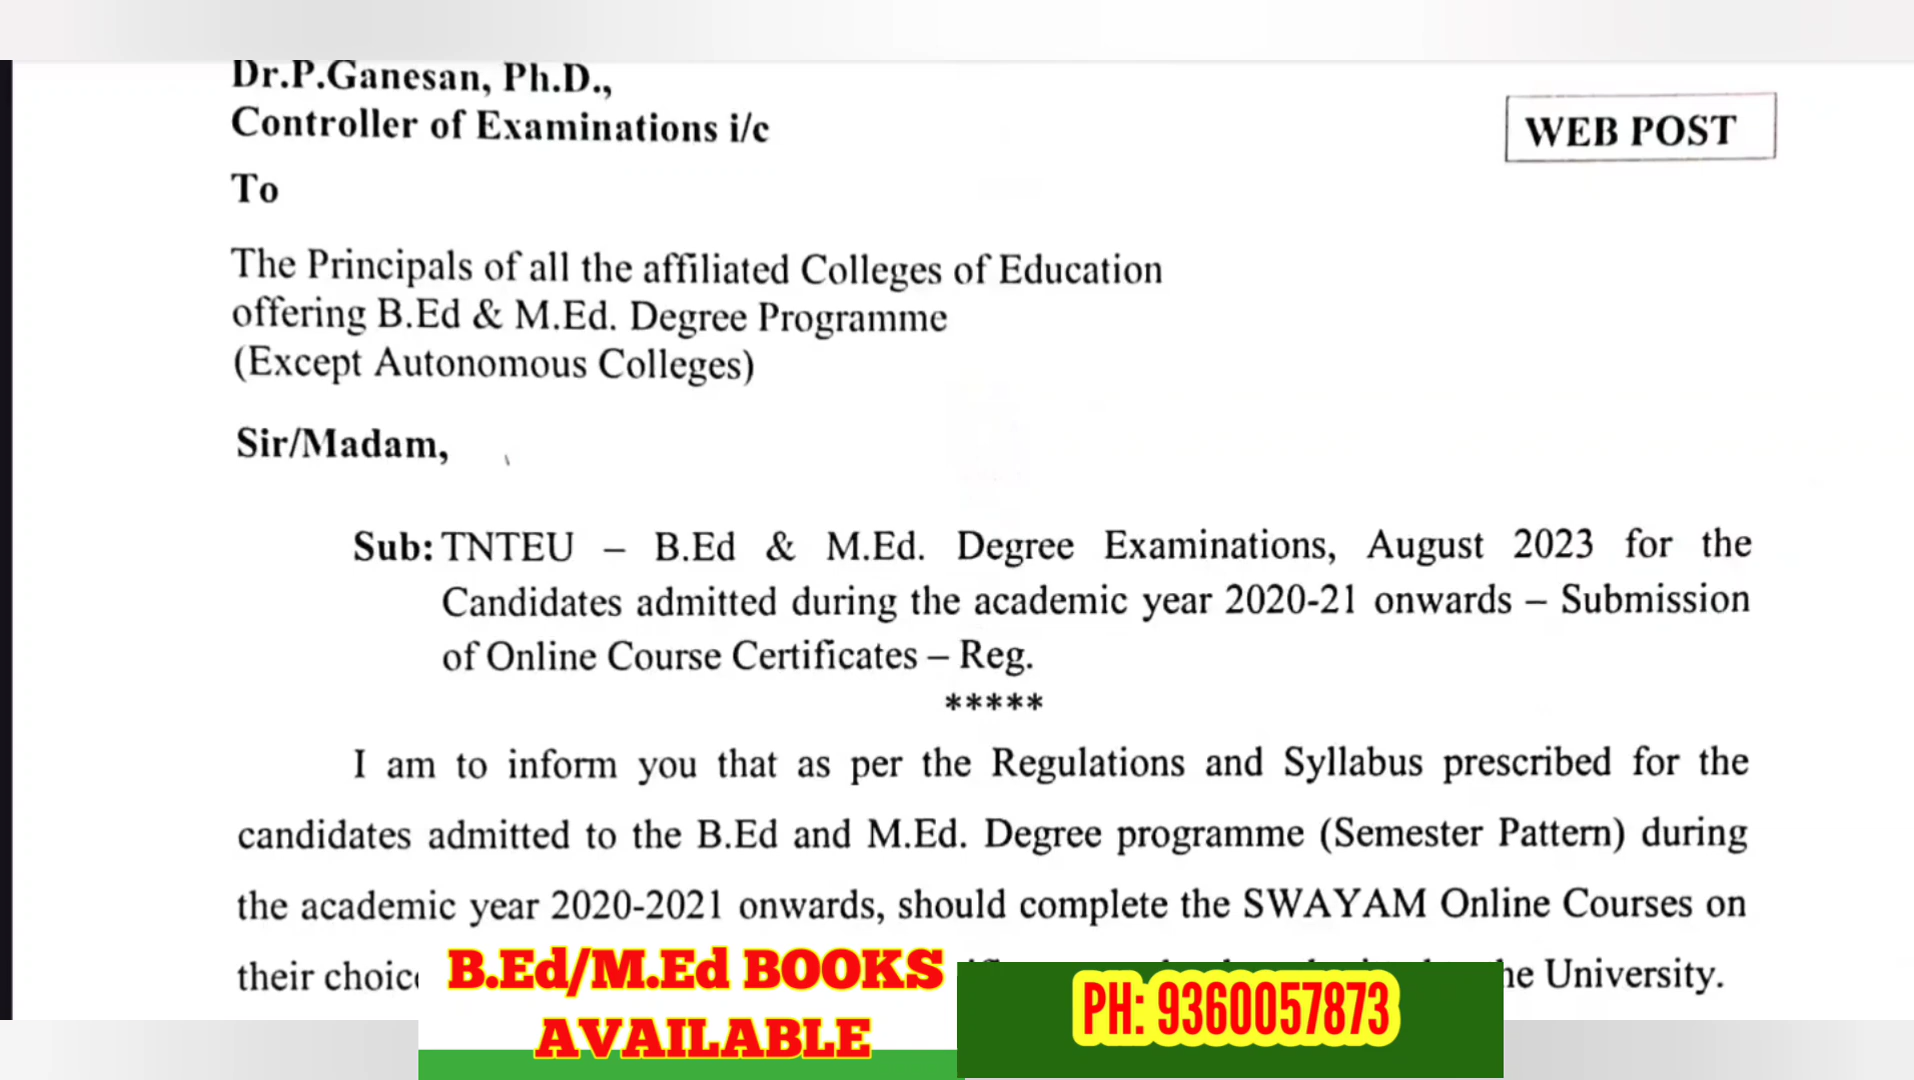 Dr.P.Ganesan, Ph.D.,
Controller of Examinations i/c
WEB POST
To
The Principals of all the affiliated Colleges of Education
offering B.Ed & M.Ed. Degree Programme
(Except Autonomous Colleges)
Sir/Madam,
Sub: TNTEU – B.Ed & M.Ed. Degree Examinations, August 2023 for the
Candidates admitted during the academic year 2020-21 onwards – Submission
of Online Course Certificates – Reg.
*****
I am to inform you that as per the Regulations and Syllabus prescribed for the
candidates admitted to the B.Ed and M.Ed. Degree programme (Semester Pattern) during
the academic year 2020-2021 onwards, should complete the SWAYAM Online Courses on
their University.
B.Ed/M.Ed BOOKS
AVAILABLE
PH: 9360057873